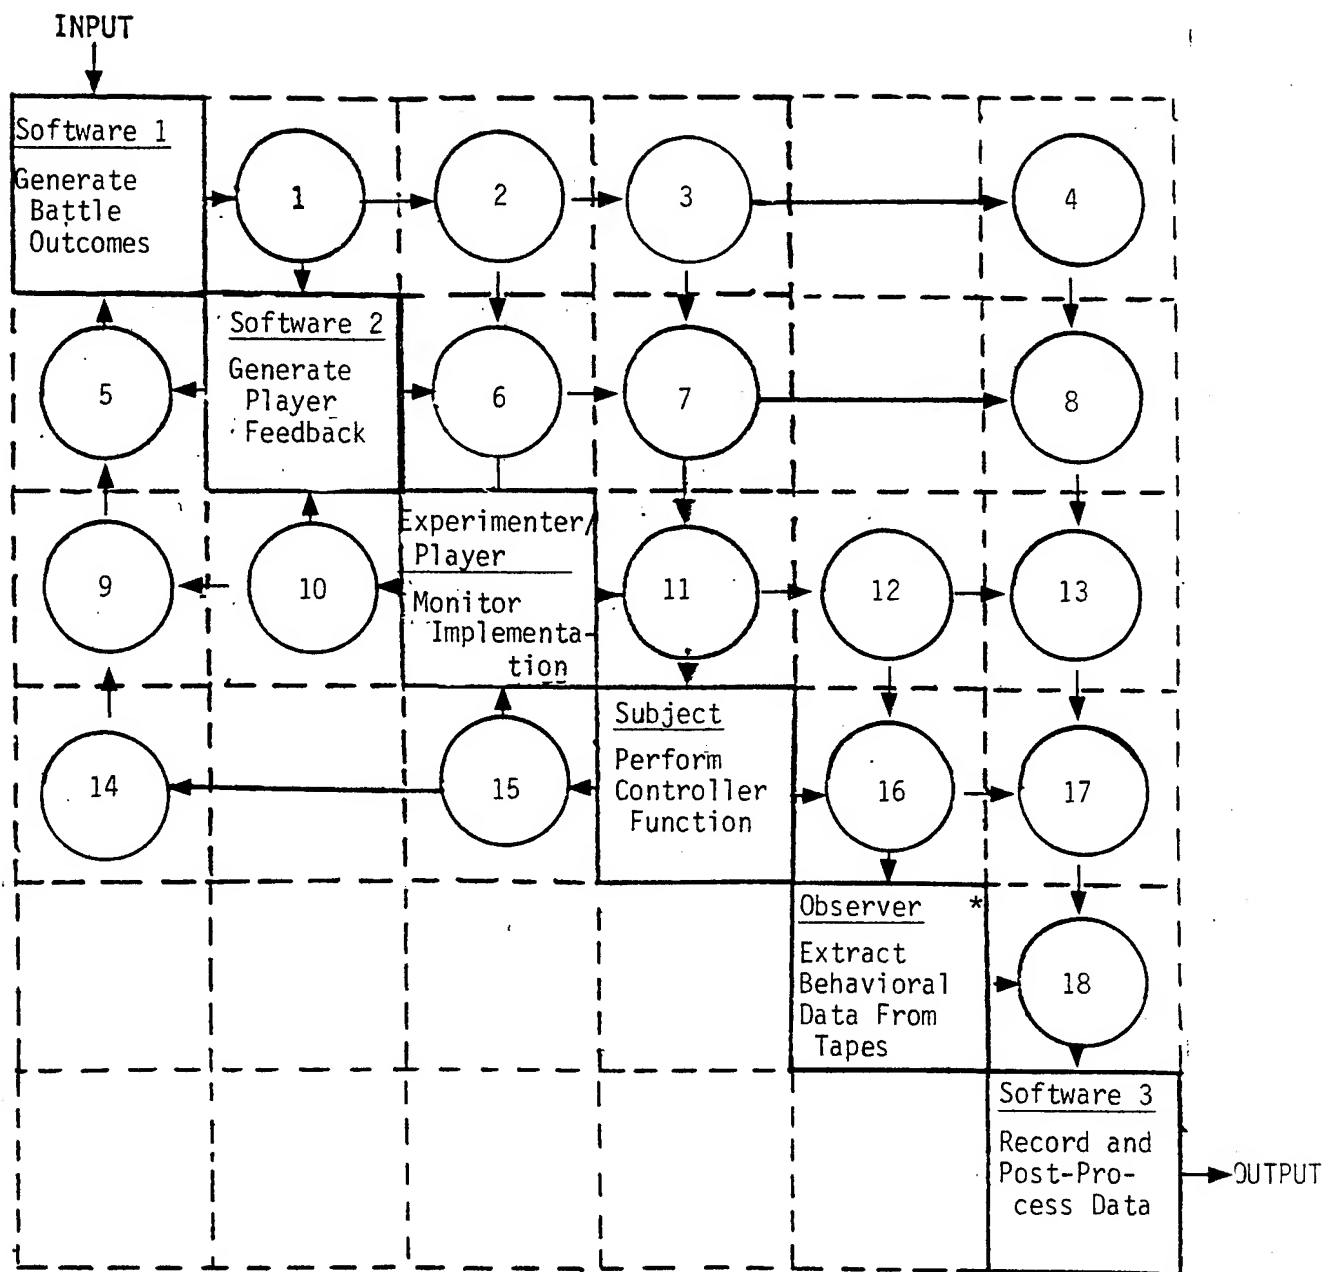 INPUT
Software 1
Generate
Battle
Outcomes
1
2
3
4
5
Software 2
Generate
Player
Feedback
6
7
8
9
10
Experimenter/
Player
Monitor
Implementa-
tion
11
12
13
14
15
Subject
Perform
Controller
Function
16
17
Observer *
Extract
Behavioral
Data From
Tapes
18
Software 3
Record and
Post-Pro-
cess Data
OUTPUT